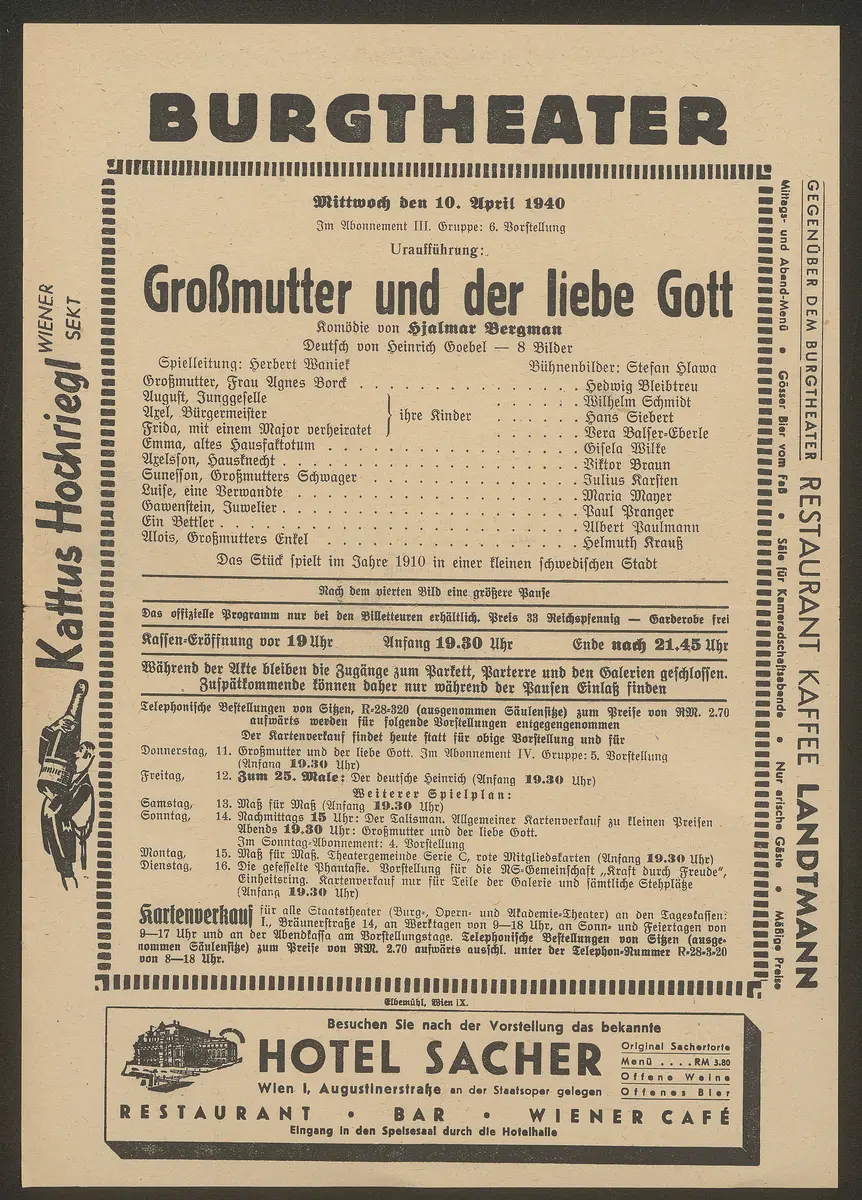 BURGTHEATER
Mittwoch den 10. April 1940
Im Abonnement III. Gruppe: 6. Vorstellung
Uraufführung:
Großmutter und der liebe Gott
Komödie von Hjalmar Bergman
Deutsch von Heinrich Goebel — 8 Bilder
Spielleitung: Herbert Waniek Bühnenbilder: Stefan Hlawa
Großmutter, Frau Agnes Borck . . . . . . . . . . . . . . Hedwig Bleibtreu
August, Junggeselle . . . . . . Wilhelm Schmidt
Axel, Bürgermeister } ihre Kinder . . . . . . Hans Siebert
Frida, mit einem Major verheiratet . . . . . . Vera Balser-Eberle
Emma, altes Hausfaktotum . . . . . . . . . . . . . . . Gisela Wilke
Axelsson, Hausknecht . . . . . . . . . . . . . . . . . . Viktor Braun
Sunesson, Großmutters Schwager . . . . . . . . . . . . . Julius Karsten
Luise, eine Verwandte . . . . . . . . . . . . . . . . . Maria Mayer
Gawenstein, Juwelier . . . . . . . . . . . . . . . . . . Paul Pranger
Ein Bettler . . . . . . . . . . . . . . . . . . . . . . Albert Paulmann
Alois, Großmutters Enkel . . . . . . . . . . . . . . . Helmuth Krauß
Das Stück spielt im Jahre 1910 in einer kleinen schwedischen Stadt
Nach dem vierten Bild eine größere Pause
Das offizielle Programm nur bei den Billetteuren erhältlich. Preis 33 Reichspfennig — Garderobe frei
Kassen-Eröffnung vor 19 Uhr Anfang 19.30 Uhr Ende nach 21.45 Uhr
Während der Akte bleiben die Zugänge zum Parkett, Parterre und den Galerien geschlossen.
Zuspätkommende können daher nur während der Pausen Einlaß finden
Telephonische Bestellungen von Sitzen, R-28-320 (ausgenommen Säulensitze) zum Preise von RM. 2.70
aufwärts werden für folgende Vorstellungen entgegengenommen
Der Kartenverkauf findet heute statt für obige Vorstellung und für
Donnerstag, 11. Großmutter und der liebe Gott. Im Abonnement IV. Gruppe: 5. Vorstellung
(Anfang 19.30 Uhr)
Freitag, 12. Zum 25. Male: Der deutsche Heinrich (Anfang 19.30 Uhr)
Weiterer Spielplan:
Samstag, 13. Maß für Maß (Anfang 19.30 Uhr)
Sonntag, 14. Nachmittags 15 Uhr: Der Talisman. Allgemeiner Kartenverkauf zu kleinen Preisen
Abends 19.30 Uhr: Großmutter und der liebe Gott.
Im Sonntag-Abonnement: 4. Vorstellung
Montag, 15. Maß für Maß. Theatergemeinde Serie C, rote Mitgliedskarten (Anfang 19.30 Uhr)
Dienstag, 16. Die gefesselte Phantasie. Vorstellung für die NS-Gemeinschaft „Kraft durch Freude“,
Einheitsring. Kartenverkauf nur für Teile der Galerie und sämtliche Stehplätze
(Anfang 19.30 Uhr)
Kartenverkauf für alle Staatstheater (Burg-, Opern- und Akademie-Theater) an den Tageskassen:
I., Bräunerstraße 14, an Werktagen von 9—18 Uhr, an Sonn- und Feiertagen von
9—17 Uhr und an der Abendkassa am Vorstellungstage. Telephonische Bestellungen von Sitzen (ausge-
nommen Säulensitze) zum Preise von RM. 2.70 aufwärts ausschl. unter der Telephon-Nummer R-28-3-20
von 8—18 Uhr.
Elbemühl, Wien IX.
Kattus Hochriegl WIENER
SEKT
GEGENÜBER DEM BURGTHEATER RESTAURANT KAFFEE LANDTMANN
Mittags- und Abend-Menü • Gösser Bier vom Faß • Säle für Kameradschaftsabende • Nur arische Gäste • Mäßige Preise
Besuchen Sie nach der Vorstellung das bekannte
HOTEL SACHER
Wien I, Augustinerstraße an der Staatsoper gelegen
Original Sachertorte
Menü . . . . RM 3.80
Offene Weine
Offenes Bier
RESTAURANT • BAR • WIENER CAFÉ
Eingang in den Speisesaal durch die Hotelhalle